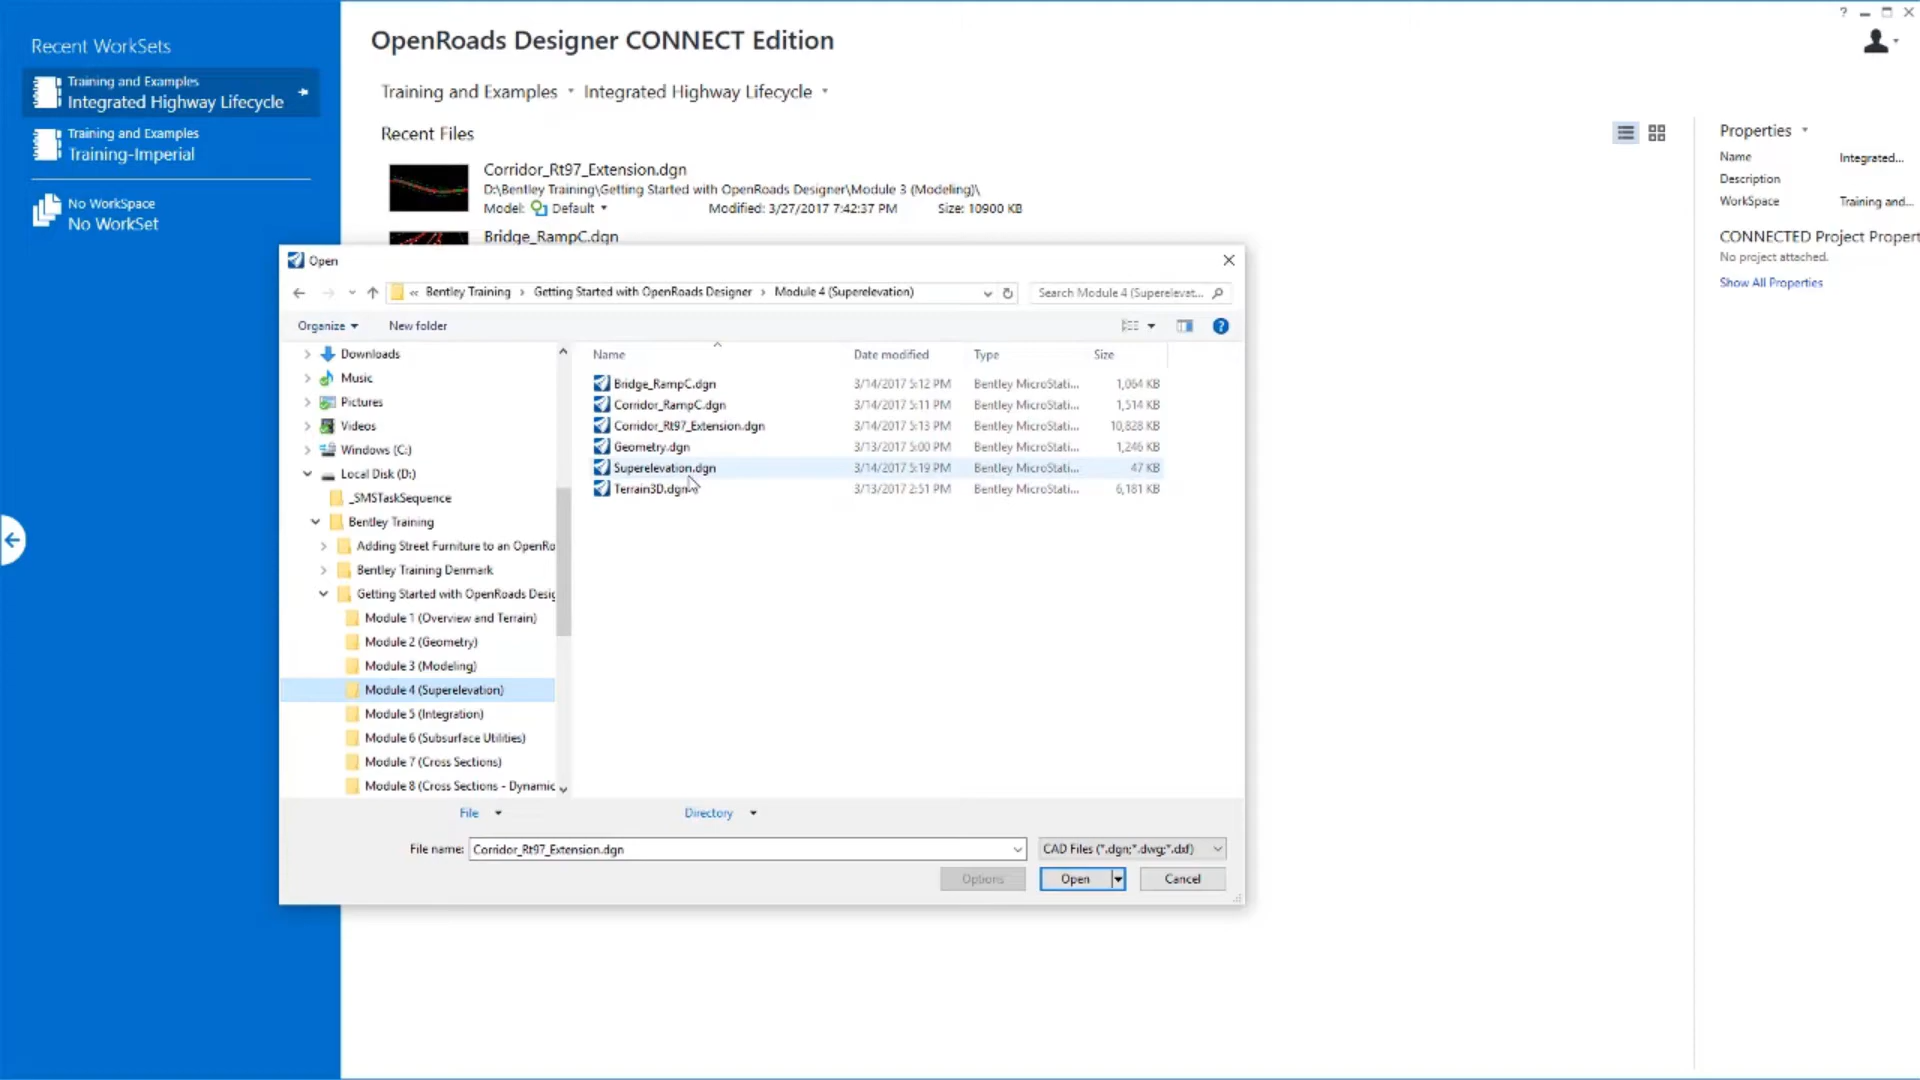 Recent WorkSets
Training and Examples
Integrated Highway Lifecycle
Training and Examples
Training-Imperial
No WorkSpace
No WorkSet
OpenRoads Designer CONNECT Edition
Training and Examples Integrated Highway Lifecycle
Recent Files
Corridor_Rt97_Extension.dgn
D:\Bentley Training\Getting Started with OpenRoads Designer\Module 3 (Modeling)\
Model: Default Modified: 3/27/2017 7:42:37 PM Size: 10900 KB
Bridge_RampC.dgn
?
Properties
Name Integrated...
Description
WorkSpace Training and...
CONNECTED Project Propert
No project attached.
Show All Properties
Open
« Bentley Training > Getting Started with OpenRoads Designer > Module 4 (Superelevation)
Search Module 4 (Superelevat...
Organize New folder
?
Downloads
Music
Pictures
Videos
Windows (C:)
Local Disk (D:)
_SMSTaskSequence
Bentley Training
Adding Street Furniture to an OpenRo
Bentley Training Denmark
Getting Started with OpenRoads Desig
Module 1 (Overview and Terrain)
Module 2 (Geometry)
Module 3 (Modeling)
Module 4 (Superelevation)
Module 5 (Integration)
Module 6 (Subsurface Utilities)
Module 7 (Cross Sections)
Module 8 (Cross Sections - Dynamic
Name Date modified Type Size
Bridge_RampC.dgn 3/14/2017 5:12 PM Bentley MicroStati... 1,064 KB
Corridor_RampC.dgn 3/14/2017 5:11 PM Bentley MicroStati... 1,514 KB
Corridor_Rt97_Extension.dgn 3/14/2017 5:13 PM Bentley MicroStati... 10,828 KB
Geometry.dgn 3/13/2017 5:00 PM Bentley MicroStati... 1,246 KB
Superelevation.dgn 3/14/2017 5:19 PM Bentley MicroStati... 47 KB
Terrain3D.dgn 3/13/2017 2:51 PM Bentley MicroStati... 6,181 KB
File Directory
File name: Corridor_Rt97_Extension.dgn CAD Files (*.dgn;*.dwg;*.dxf)
Options Open Cancel